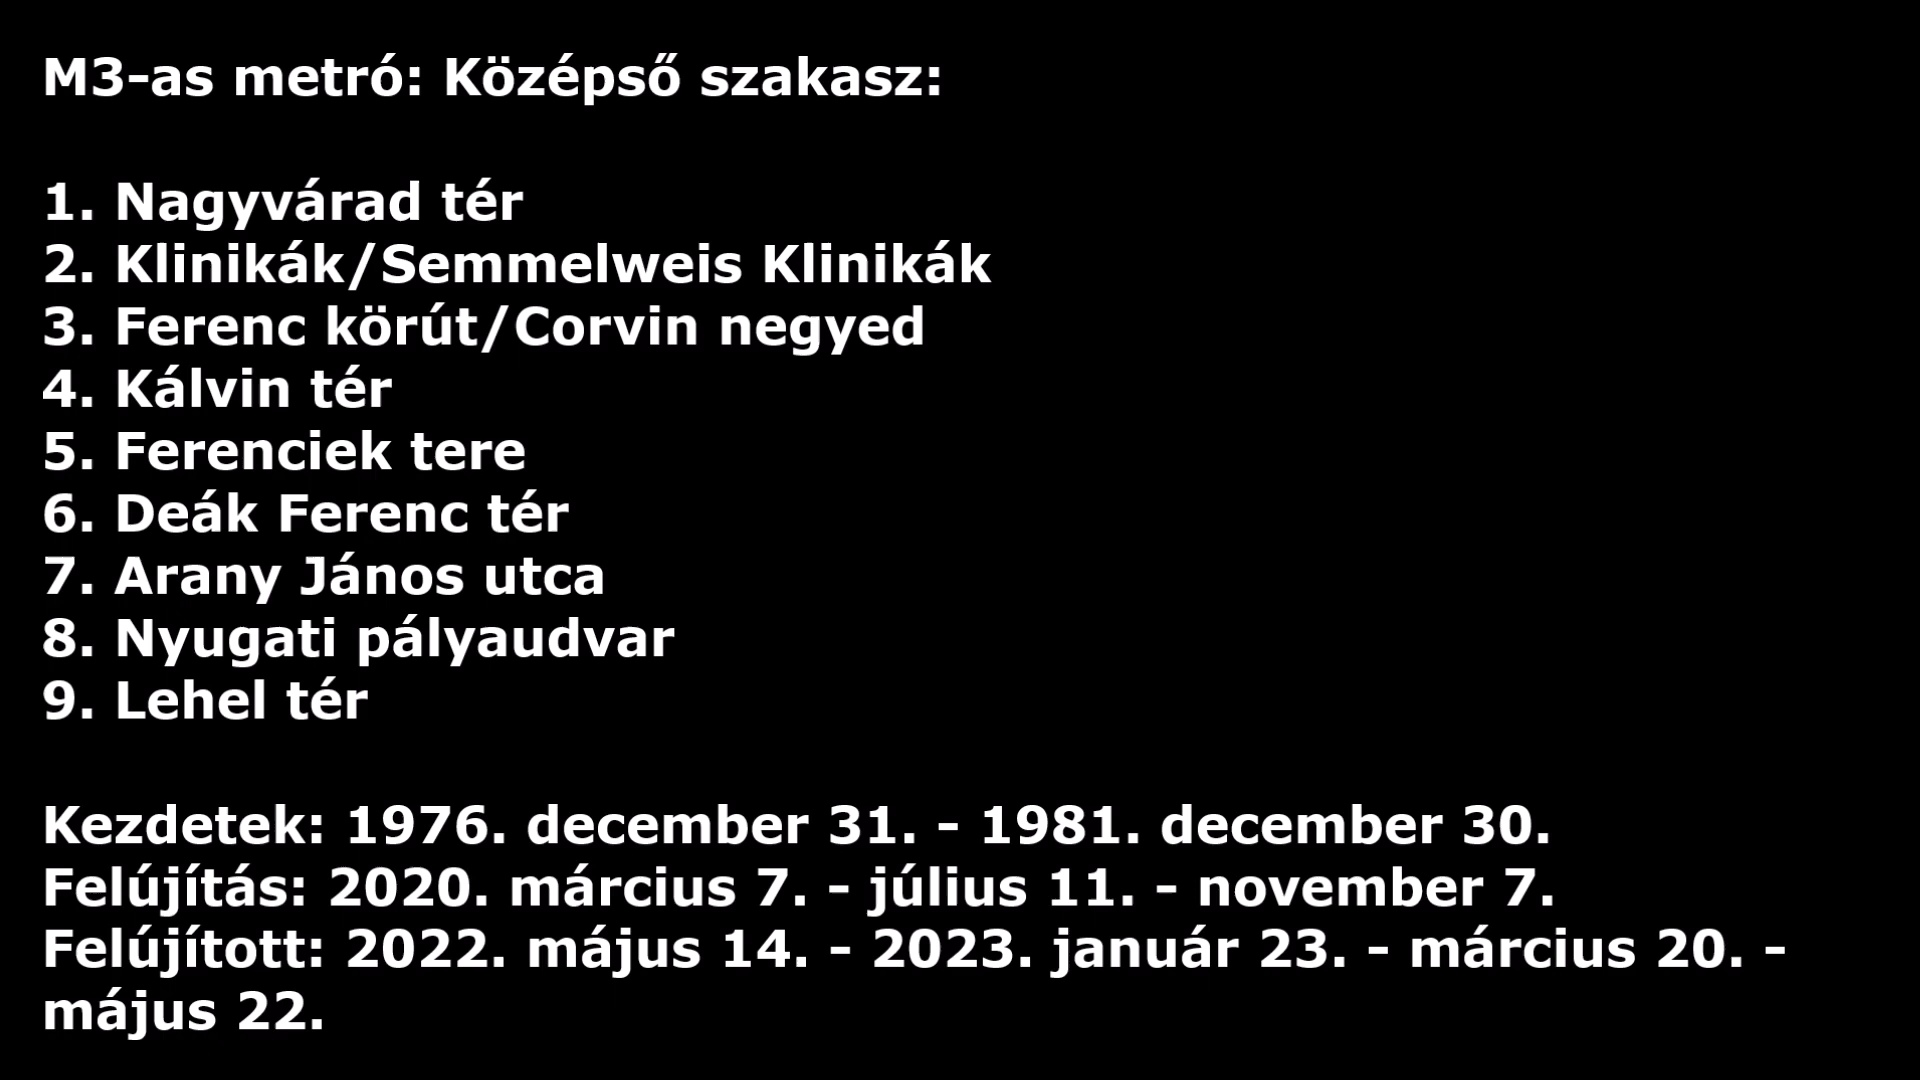 M3-as metró: Középső szakasz:
1. Nagyvárad tér
2. Klinikák/Semmelweis Klinikák
3. Ferenc körút/Corvin negyed
4. Kálvin tér
5. Ferenciek tere
6. Deák Ferenc tér
7. Arany János utca
8. Nyugati pályaudvar
9. Lehel tér
Kezdetek: 1976. december 31. - 1981. december 30.
Felújítás: 2020. március 7. - július 11. - november 7.
Felújított: 2022. május 14. - 2023. január 23. - március 20. -
május 22.